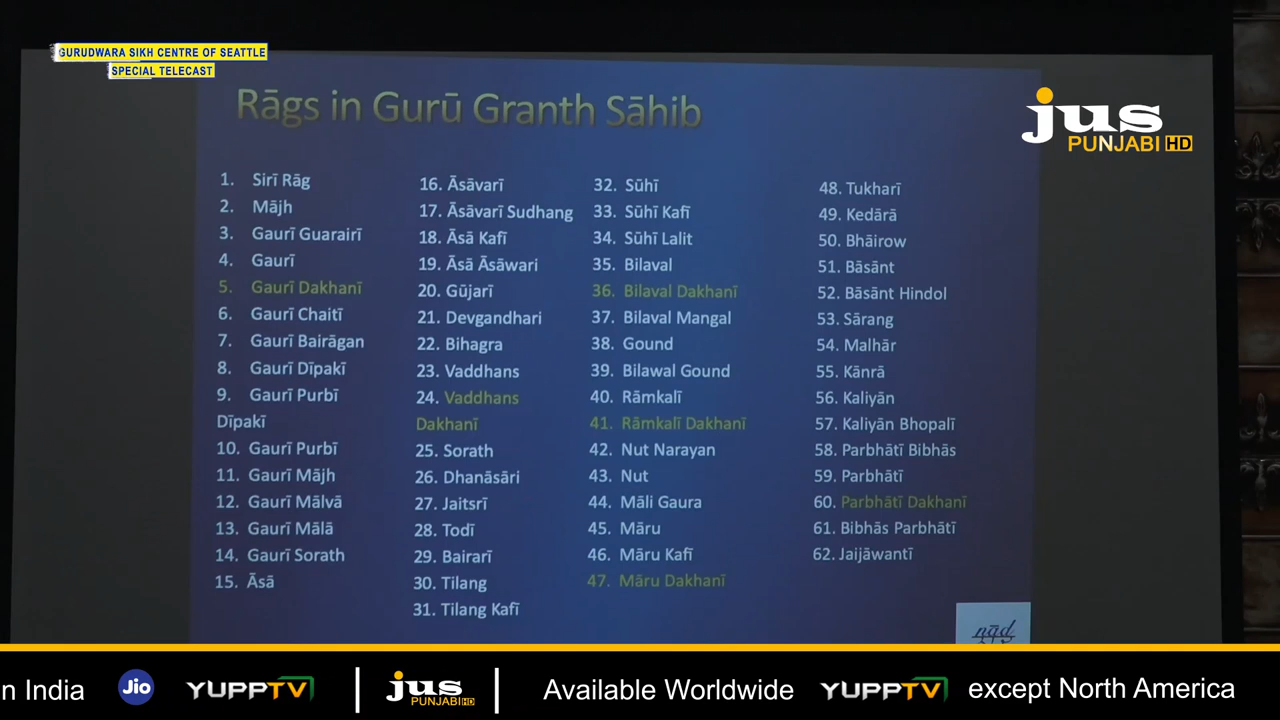 GURUDWARA SIKH CENTRE OF SEATTLE
SPECIAL TELECAST
jus
PUNJABI HD
Rāgs in Gurū Granth Sāhib
1. Sirī Rāg
2. Mājh
3. Gaurī Guarairī
4. Gaurī
5. Gaurī Dakhanī
6. Gaurī Chaitī
7. Gaurī Bairāgan
8. Gaurī Dīpakī
9. Gaurī Purbī
Dīpakī
10. Gaurī Purbī
11. Gaurī Mājh
12. Gaurī Mālvā
13. Gaurī Mālā
14. Gaurī Sorath
15. Āsā
16. Āsāvarī
17. Āsāvarī Sudhang
18. Āsā Kafī
19. Āsā Āsāwari
20. Gūjarī
21. Devgandhari
22. Bihagra
23. Vaddhans
24. Vaddhans
Dakhanī
25. Sorath
26. Dhanāsāri
27. Jaitsrī
28. Todī
29. Bairarī
30. Tilang
31. Tilang Kafī
32. Sūhī
33. Sūhī Kafī
34. Sūhī Lalit
35. Bilaval
36. Bilaval Dakhanī
37. Bilaval Mangal
38. Gound
39. Bilawal Gound
40. Rāmkalī
41. Rāmkalī Dakhanī
42. Nut Narayan
43. Nut
44. Māli Gaura
45. Māru
46. Māru Kafī
47. Māru Dakhanī
48. Tukharī
49. Kedārā
50. Bhāirow
51. Bāsānt
52. Bāsānt Hindol
53. Sārang
54. Malhār
55. Kānrā
56. Kaliyān
57. Kaliyān Bhopalī
58. Parbhātī Bibhās
59. Parbhātī
60. Parbhātī Dakhanī
61. Bibhās Parbhātī
62. Jaijāwantī
nād
n India Jio YUPPTV jus PUNJABI HD Available Worldwide YUPPTV except North America